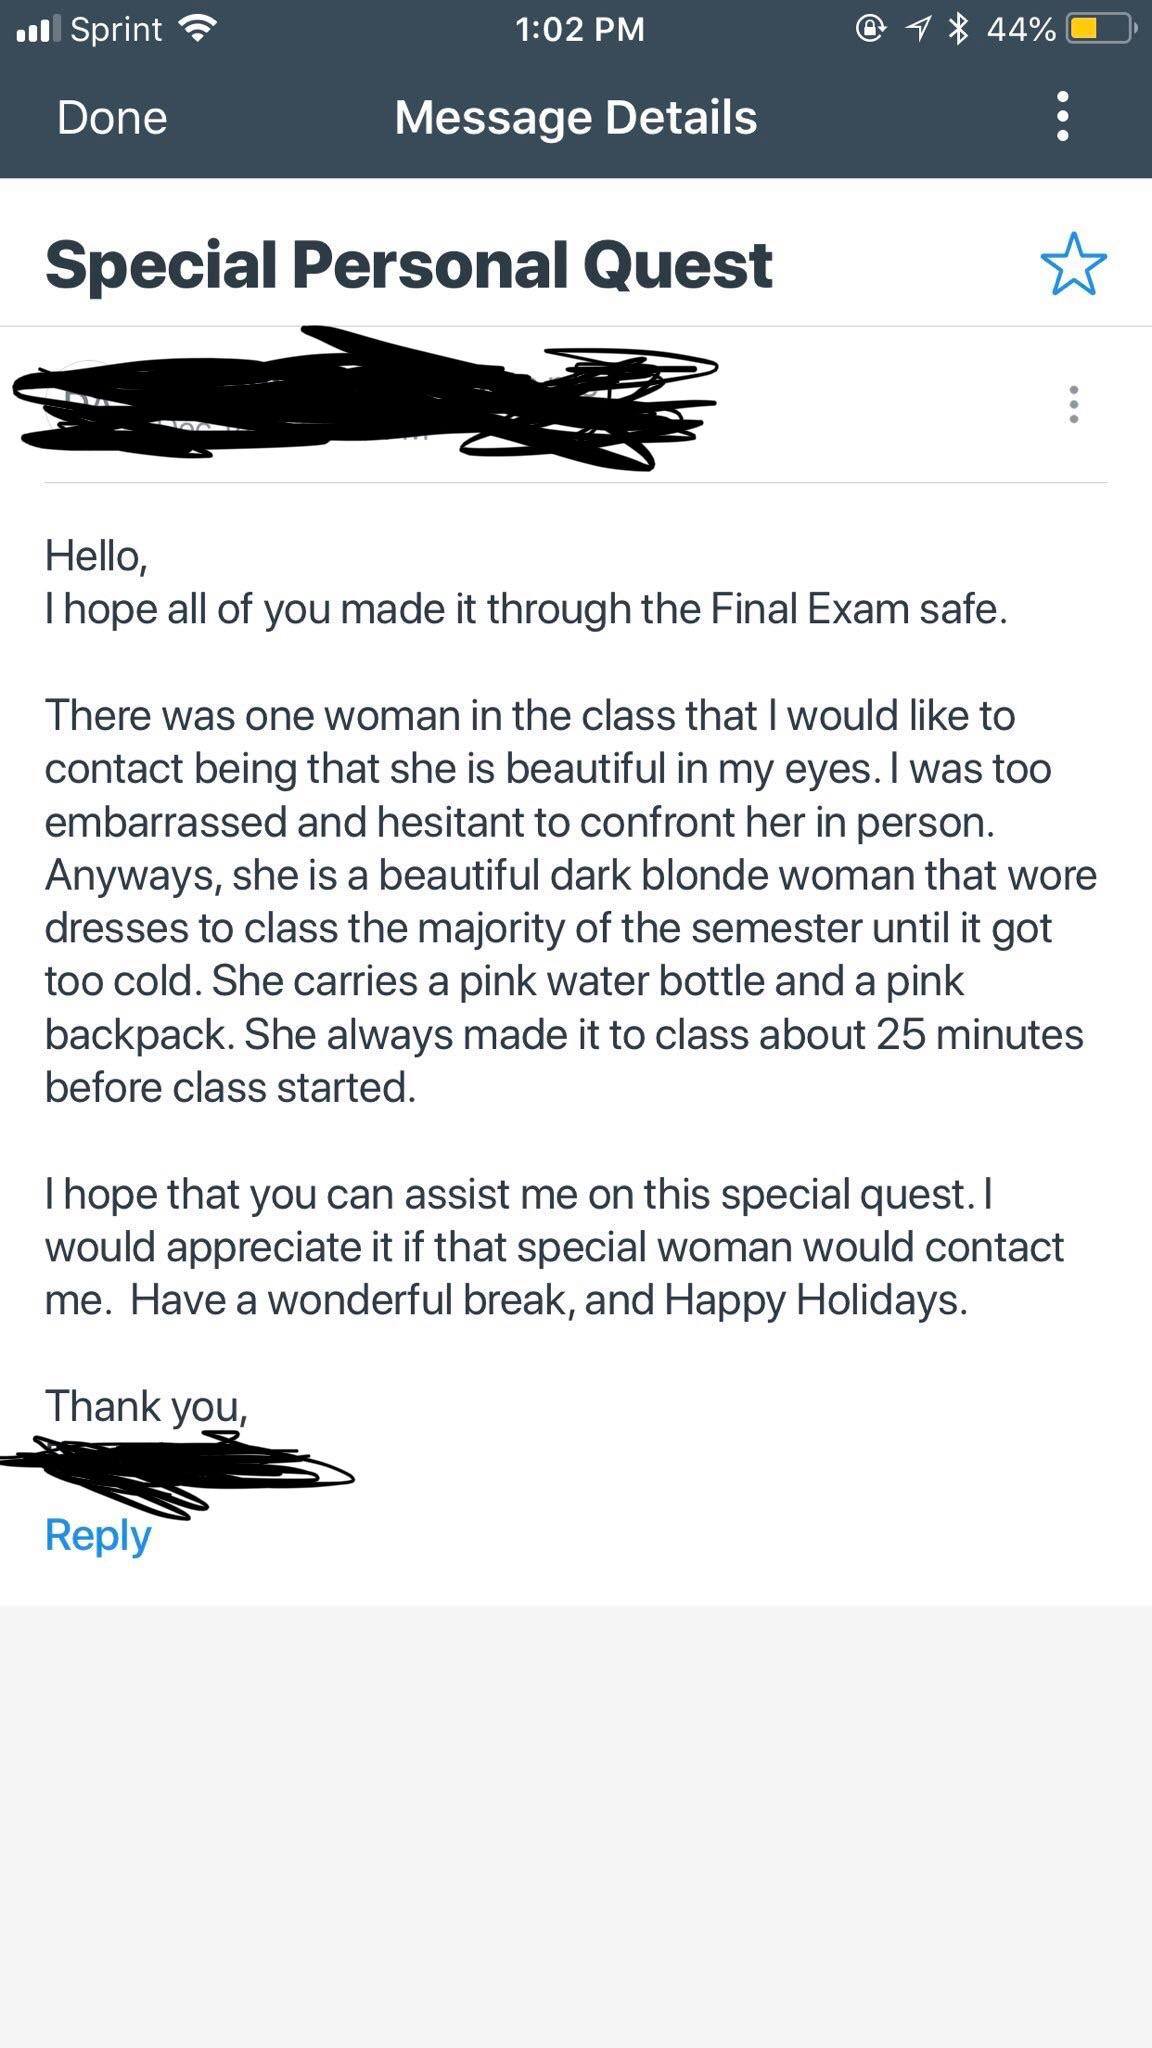 Sprint 1:02 PM 44%
Done Message Details
Special Personal Quest
Hello,
I hope all of you made it through the Final Exam safe.
There was one woman in the class that I would like to
contact being that she is beautiful in my eyes. I was too
embarrassed and hesitant to confront her in person.
Anyways, she is a beautiful dark blonde woman that wore
dresses to class the majority of the semester until it got
too cold. She carries a pink water bottle and a pink
backpack. She always made it to class about 25 minutes
before class started.
I hope that you can assist me on this special quest. I
would appreciate it if that special woman would contact
me.  Have a wonderful break, and Happy Holidays.
Thank you,
Reply